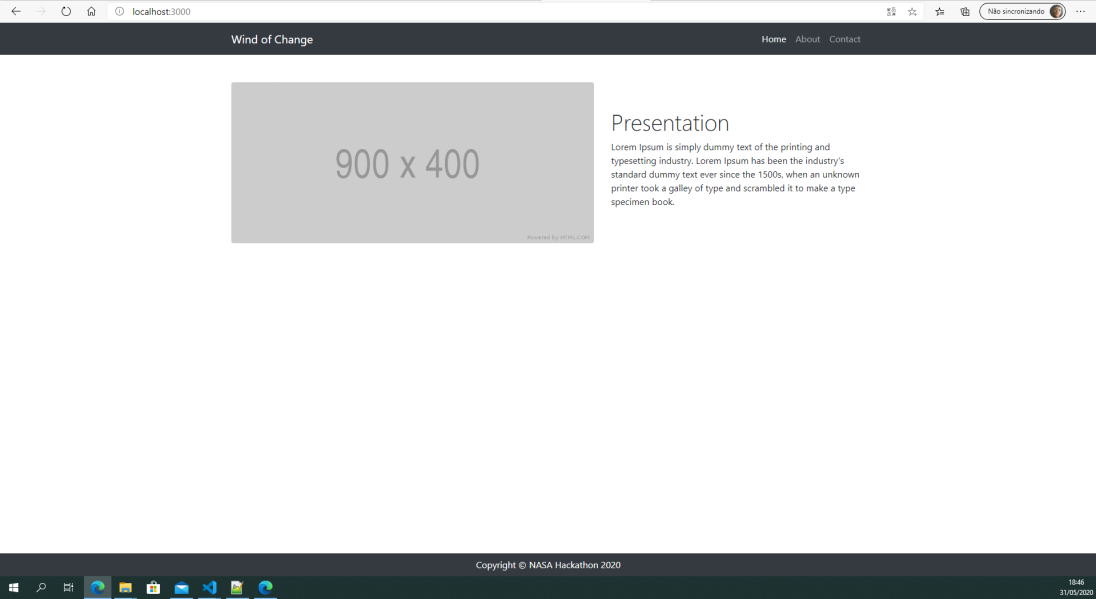 localhost:3000
Não sincronizando
Wind of Change
Home About Contact
900 x 400
Powered by HTML.COM
Presentation
Lorem Ipsum is simply dummy text of the printing and
typesetting industry. Lorem Ipsum has been the industry's
standard dummy text ever since the 1500s, when an unknown
printer took a galley of type and scrambled it to make a type
specimen book.
Copyright © NASA Hackathon 2020
18:46
31/05/2020